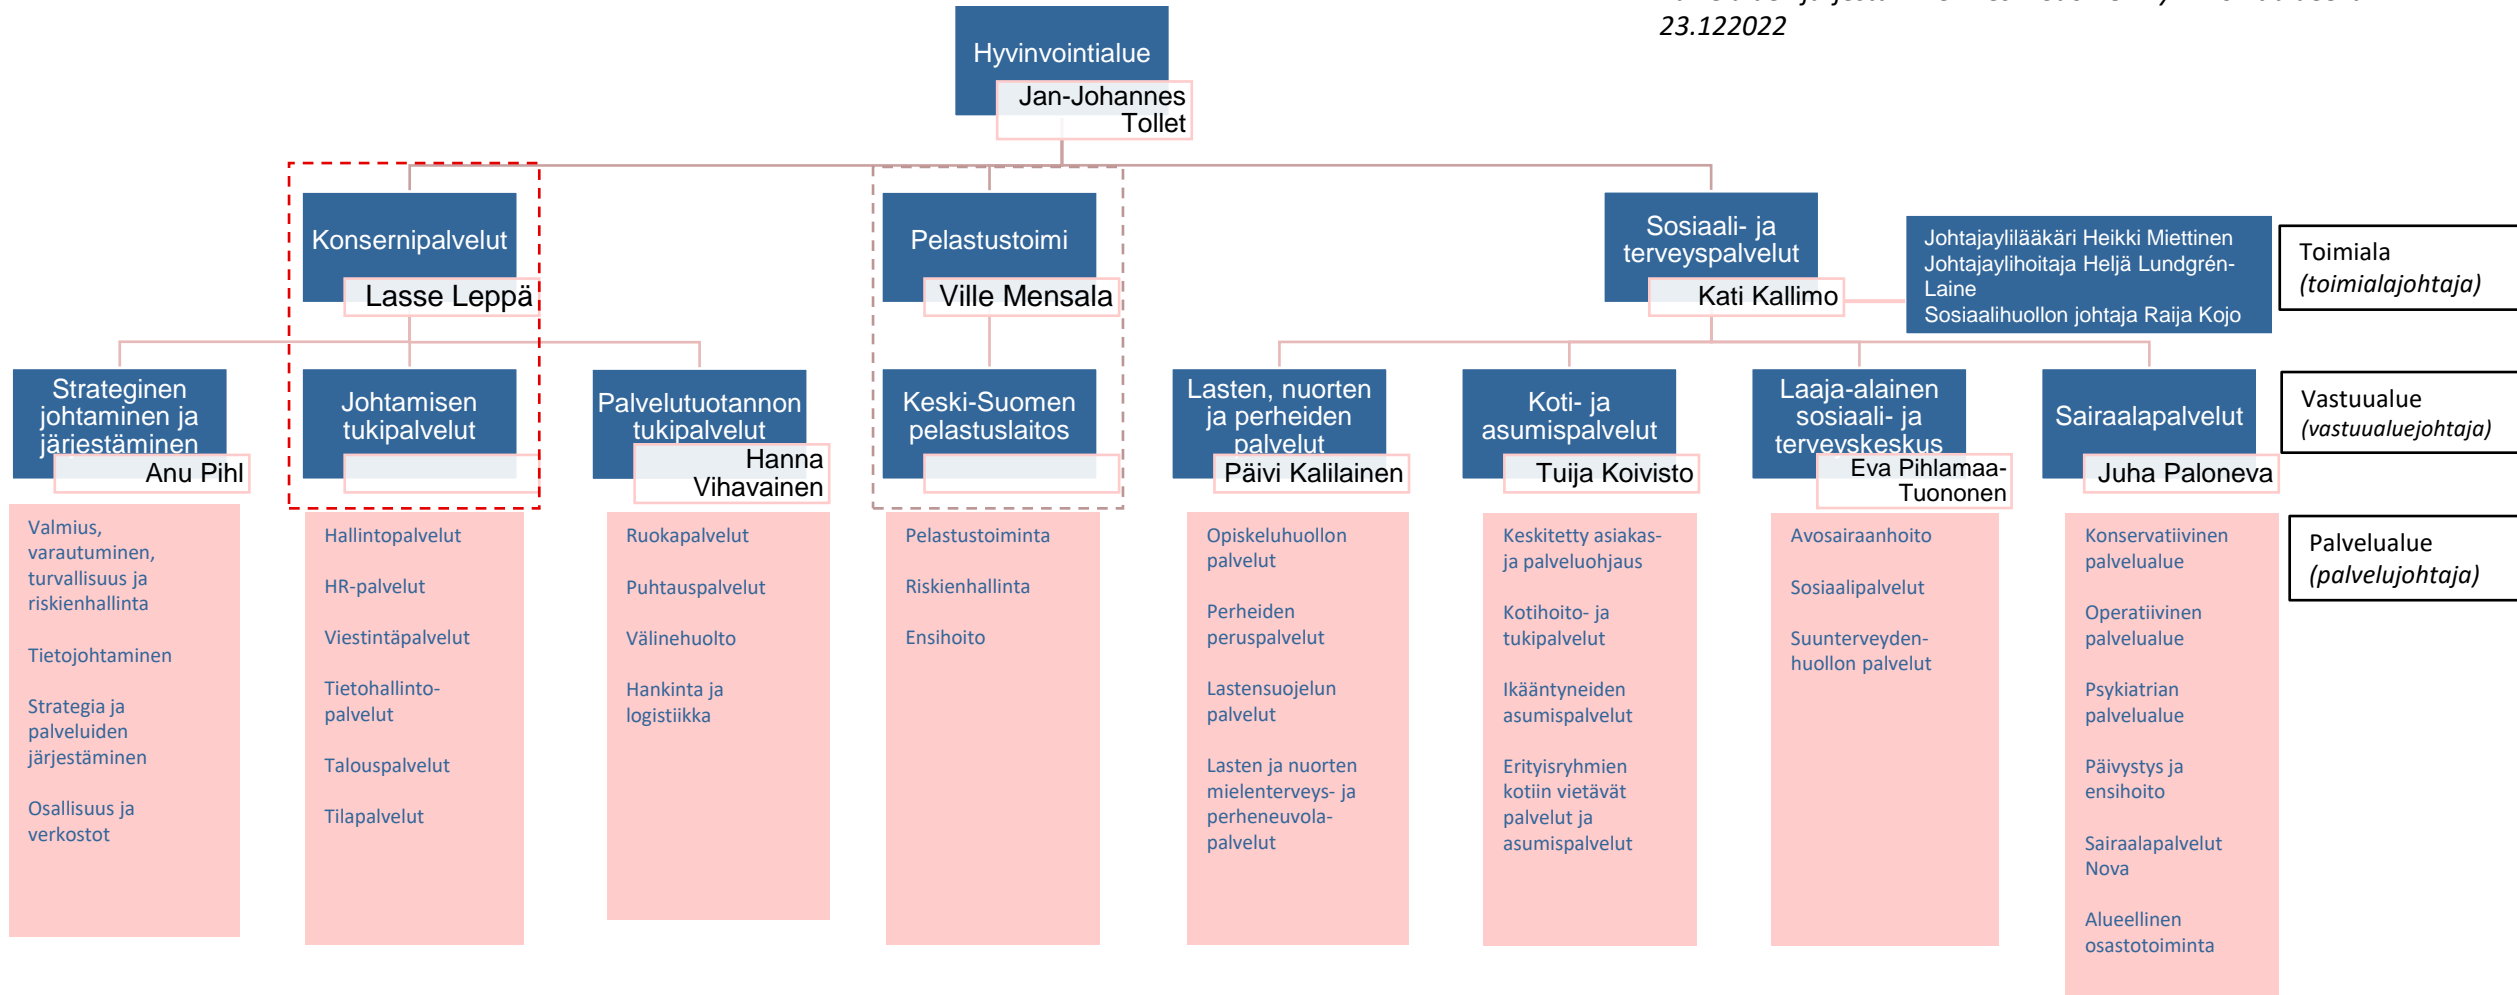 23.122022
Hyvinvointialue
Jan-Johannes
Tollet
Konsernipalvelut
Lasse Leppä
Pelastustoimi
Ville Mensala
Sosiaali- ja
terveyspalvelut
Kati Kallimo
Johtajaylilääkäri Heikki Miettinen
Johtajaylihoitaja Heljä Lundgrén-
Laine
Sosiaalihuollon johtaja Raija Kojo
Toimiala
(toimialajohtaja)
Strateginen
johtaminen ja
järjestäminen
Anu Pihl
Johtamisen
tukipalvelut
Palvelutuotannon
tukipalvelut
Hanna
Vihavainen
Keski-Suomen
pelastuslaitos
Lasten, nuorten
ja perheiden
palvelut
Päivi Kalilainen
Koti- ja
asumispalvelut
Tuija Koivisto
Laaja-alainen
sosiaali- ja
terveyskeskus
Eva Pihlamaa-
Tuononen
Sairaalapalvelut
Juha Paloneva
Vastuualue
(vastuualuejohtaja)
Valmius,
varautuminen,
turvallisuus ja
riskienhallinta
Tietojohtaminen
Strategia ja
palveluiden
järjestäminen
Osallisuus ja
verkostot
Hallintopalvelut
HR-palvelut
Viestintäpalvelut
Tietohallinto-
palvelut
Talouspalvelut
Tilapalvelut
Ruokapalvelut
Puhtauspalvelut
Välinehuolto
Hankinta ja
logistiikka
Pelastustoiminta
Riskienhallinta
Ensihoito
Opiskeluhuollon
palvelut
Perheiden
peruspalvelut
Lastensuojelun
palvelut
Lasten ja nuorten
mielenterveys- ja
perheneuvola-
palvelut
Keskitetty asiakas-
ja palveluohjaus
Kotihoito- ja
tukipalvelut
Ikääntyneiden
asumispalvelut
Erityisryhmien
kotiin vietävät
palvelut ja
asumispalvelut
Avosairaanhoito
Sosiaalipalvelut
Suunterveyden-
huollon palvelut
Konservatiivinen
palvelualue
Operatiivinen
palvelualue
Psykiatrian
palvelualue
Päivystys ja
ensihoito
Sairaalapalvelut
Nova
Alueellinen
osastotoiminta
Palvelualue
(palvelujohtaja)